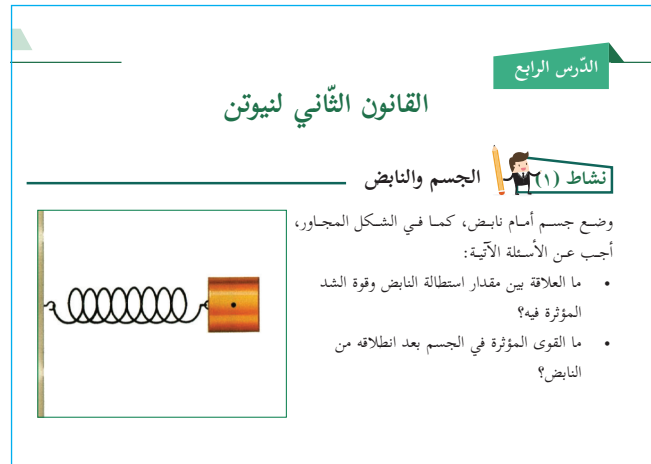 الدّرس الرابع
القانون الثّاني لنيوتن
نشاط (١) الجسم والنابض
وضع جسم أمام نابض، كما في الشكل المجاور،
أجب عن الأسئلة الآتية:
• ما العلاقة بين مقدار استطالة النابض وقوة الشد
المؤثرة فيه؟
• ما القوى المؤثرة في الجسم بعد انطلاقه من
النابض؟